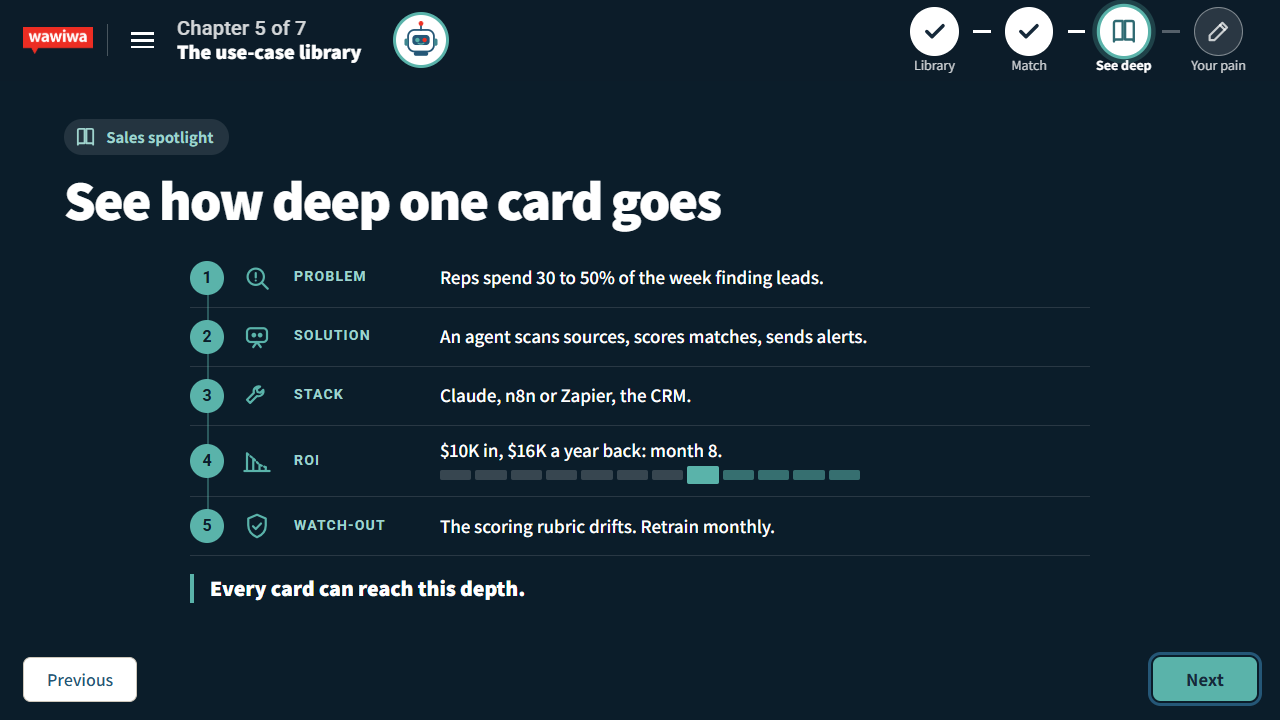 wawiwa
Chapter 5 of 7
The use-case library
Library
Match
See deep
Your pain
Sales spotlight
See how deep one card goes
1 PROBLEM Reps spend 30 to 50% of the week finding leads.
2 SOLUTION An agent scans sources, scores matches, sends alerts.
3 STACK Claude, n8n or Zapier, the CRM.
4 ROI $10K in, $16K a year back: month 8.
5 WATCH-OUT The scoring rubric drifts. Retrain monthly.
Every card can reach this depth.
Previous
Next